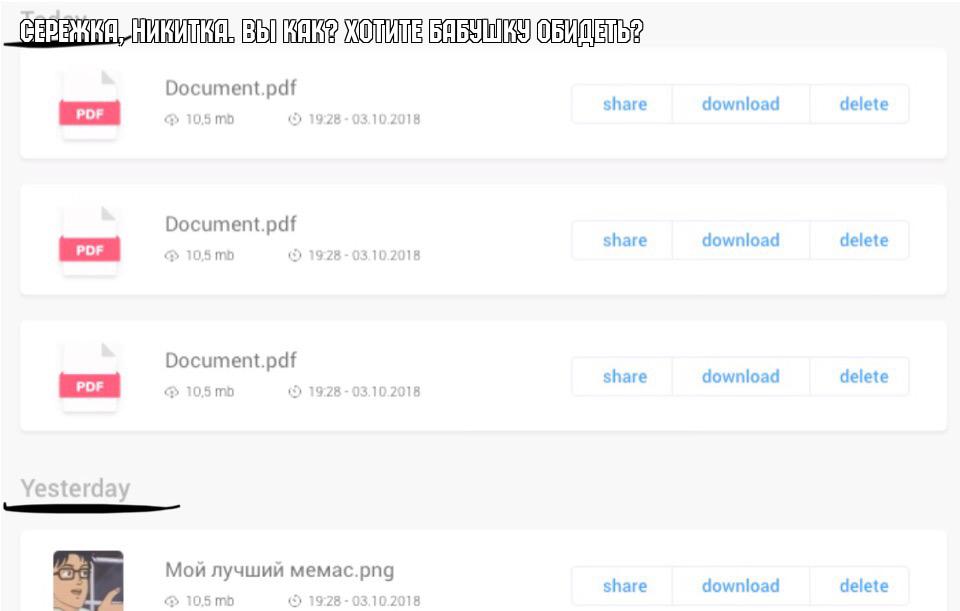 Today
СЕРЕЖКА, НИКИТКА. ВЫ КАК? ХОТИТЕ БАБУШКУ ОБИДЕТЬ?
Document.pdf
PDF
10,5 mb 19:28 - 03.10.2018
share download delete
Document.pdf
PDF
10,5 mb 19:28 - 03.10.2018
share download delete
Document.pdf
PDF
10,5 mb 19:28 - 03.10.2018
share download delete
Yesterday
Мой лучший мемас.png
10,5 mb 19:28 - 03.10.2018
share download delete